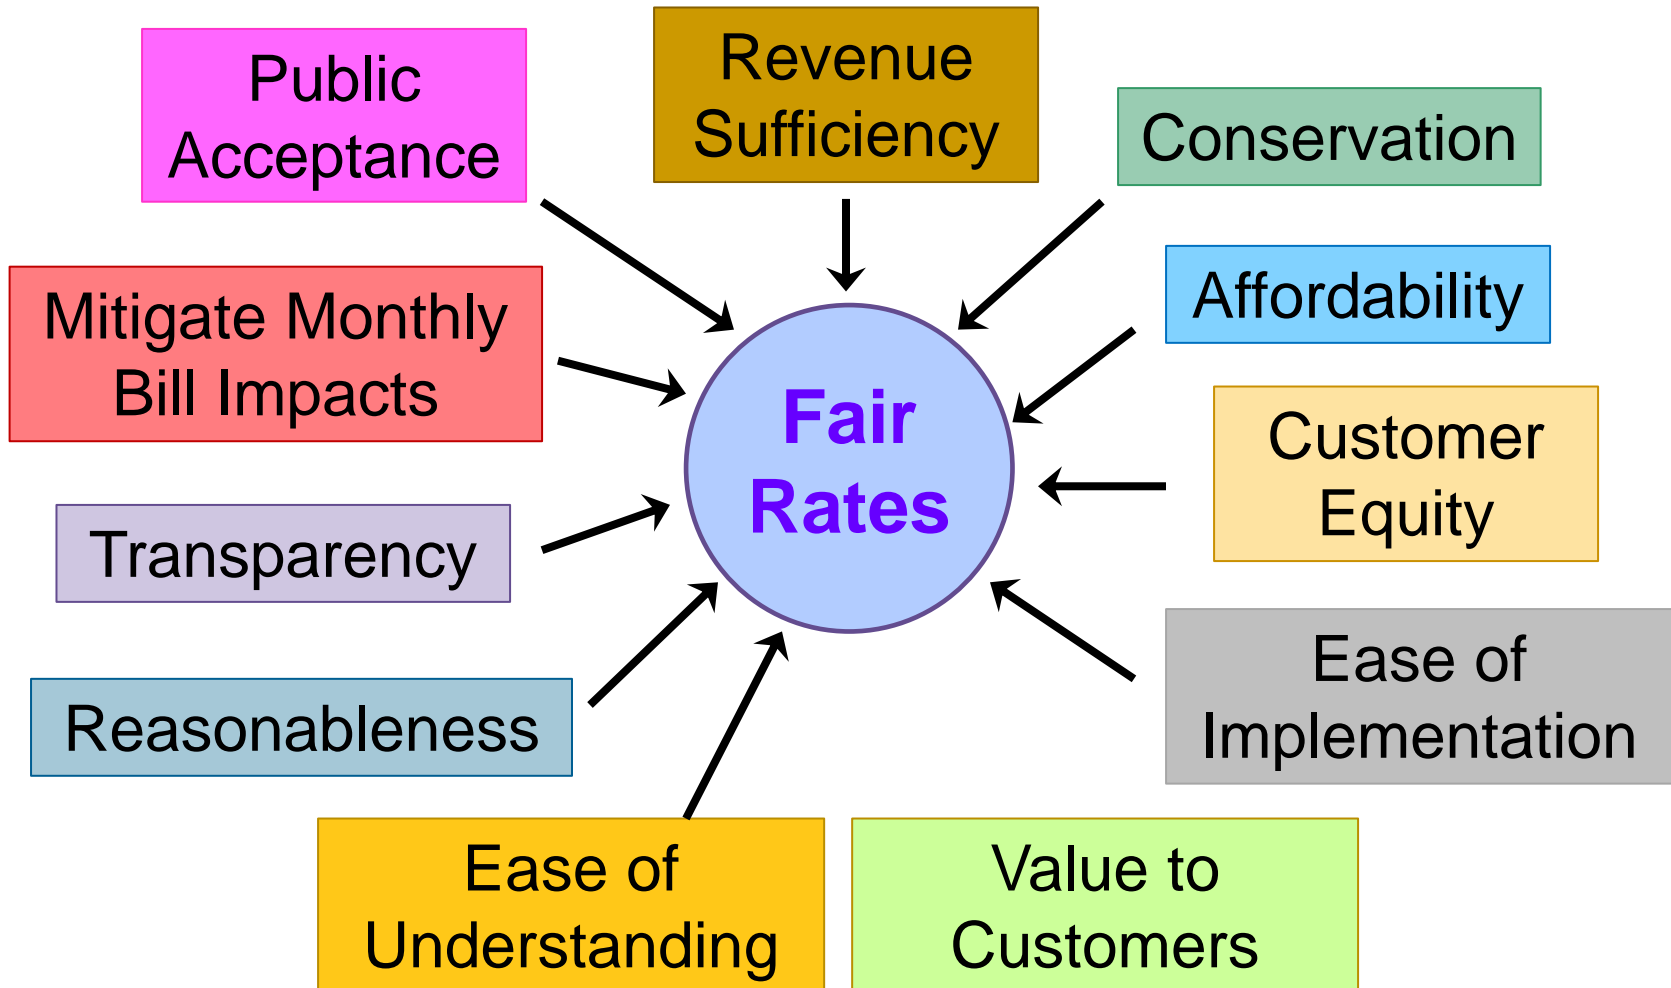 Public
Acceptance
Revenue
Sufficiency
Conservation
Mitigate Monthly
Bill Impacts
Affordability
Fair
Rates
Customer
Equity
Transparency
Ease of
Implementation
Reasonableness
Ease of
Understanding
Value to
Customers